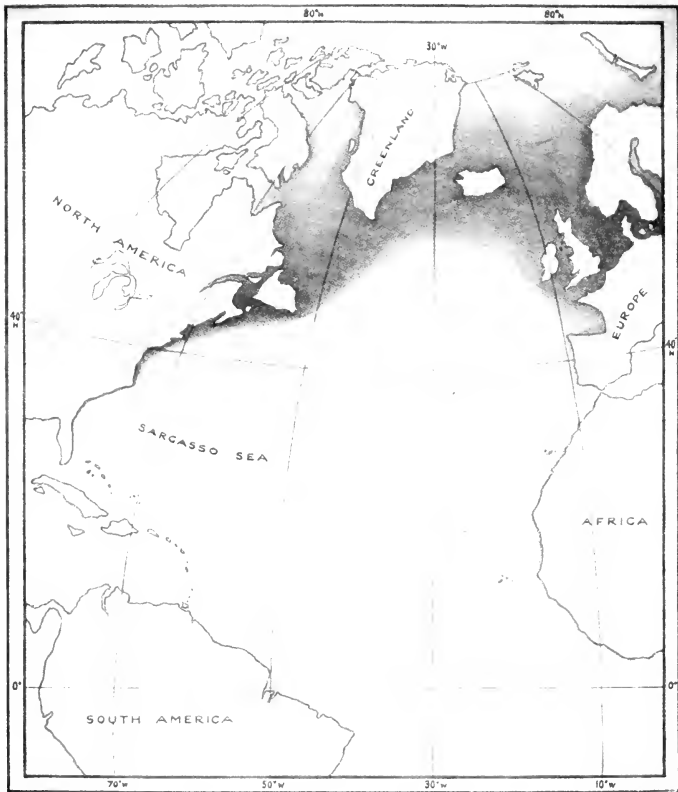 80°N 80°N
30°W
GREENLAND
NORTH AMERICA
EUROPE
40°
N
40°
N
SARGASSO SEA
AFRICA
0° 0°
SOUTH AMERICA
70°W 50°W 30°W 10°W